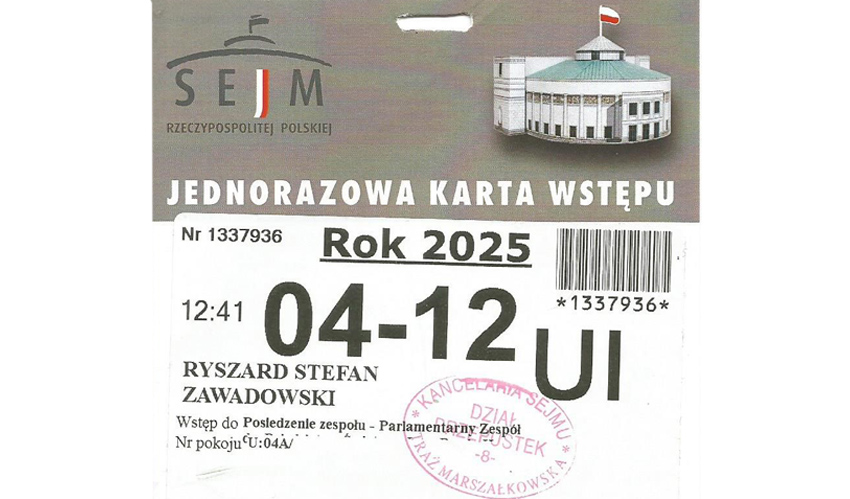 SEJM
RZECZYPOSPOLITEJ POLSKIEJ
JEDNORAZOWA KARTA WSTĘPU
Nr 1337936
Rok 2025
*1337936*
12:41
04-12
UI
RYSZARD STEFAN
ZAWADOWSKI
Wstęp do Posiedzenie zespołu - Parlamentarny Zespół
Nr pokoju U:04A/
* KANCELARIA SEJMU *
DZIAŁ
PRZEPUSTEK
-8-
STRAŻ MARSZAŁKOWSKA